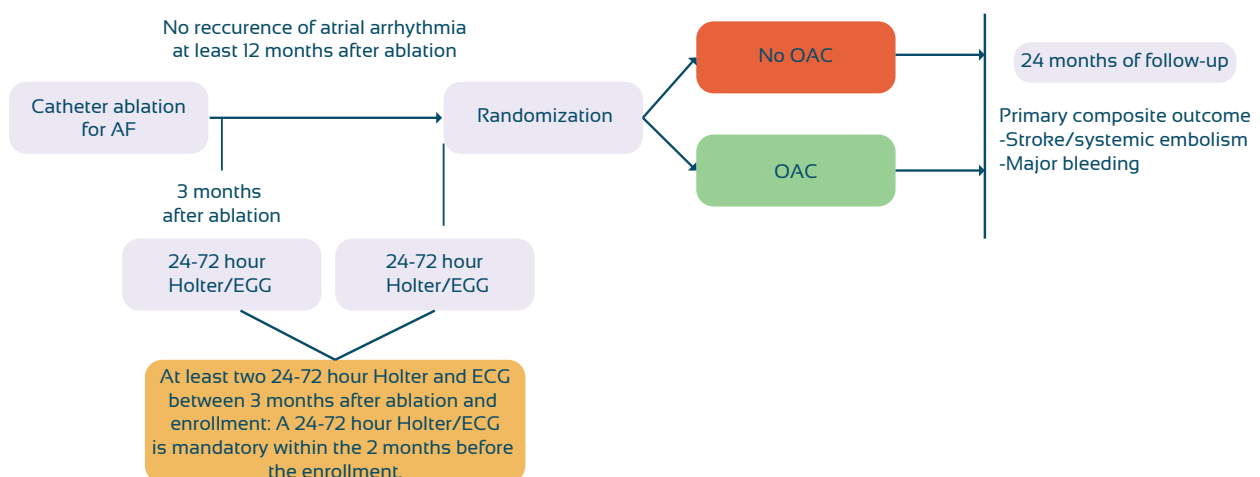 No reccurence of atrial arrhythmia
at least 12 months after ablation
Catheter ablation
for AF
Randomization
No OAC
OAC
24 months of follow-up
Primary composite outcome
-Stroke/systemic embolism
-Major bleeding
3 months
after ablation
24-72 hour
Holter/EGG
24-72 hour
Holter/EGG
At least two 24-72 hour Holter and ECG
between 3 months after ablation and
enrollment: A 24-72 hour Holter/ECG
is mandatory within the 2 months before
the enrollment.